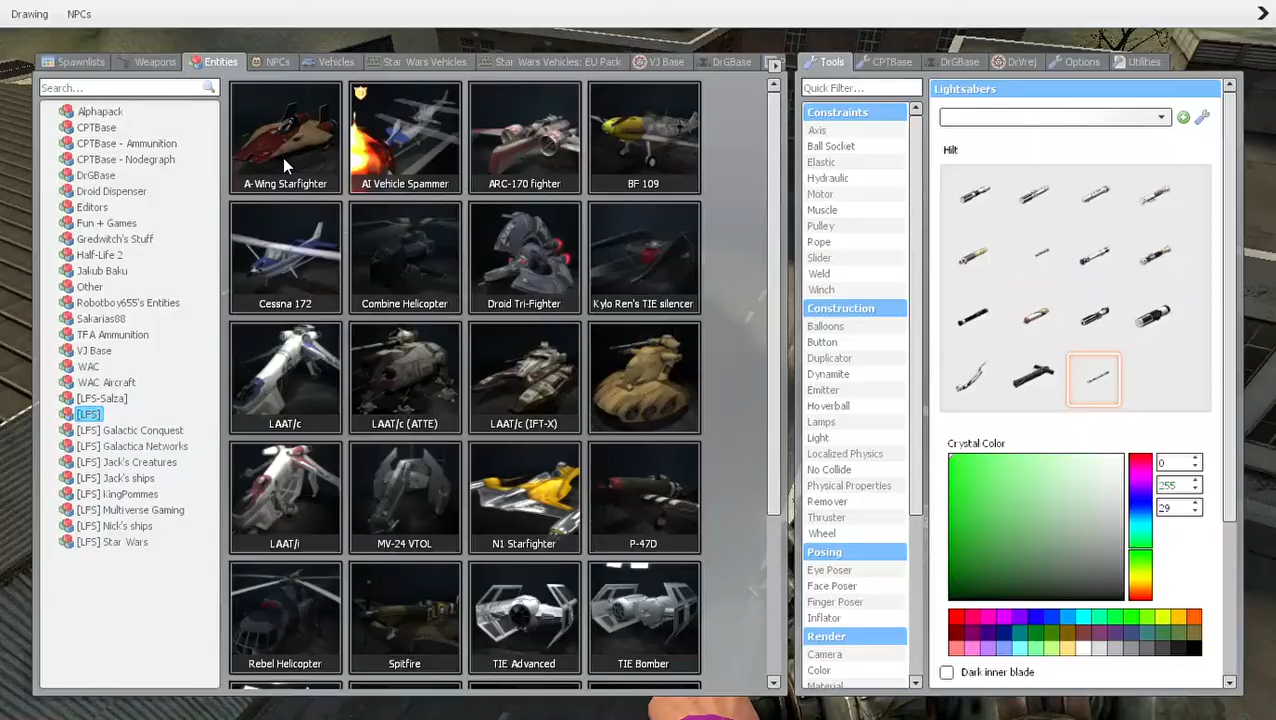 Drawing NPCs
Spawnlists Weapons Entities NPCs Vehicles Star Wars Vehicles Star Wars Vehicles: EU Pack VJ Base DrGBase
Tools CPTBase DrGBase DrVrej Options Utilities
Search...
Alphapack
CPTBase
CPTBase - Ammunition
CPTBase - Nodegraph
DrGBase
Droid Dispenser
Editors
Fun + Games
Gredwitch's Stuff
Half-Life 2
Jakub Baku
Other
Robotboy655's Entities
Sakarias88
TFA Ammunition
VJ Base
WAC
WAC Aircraft
[LFS-Salza]
[LFS]
[LFS] Galactic Conquest
[LFS] Galactica Networks
[LFS] Jack's Creatures
[LFS] Jack's ships
[LFS] KingPommes
[LFS] Multiverse Gaming
[LFS] Nick's ships
[LFS] Star Wars
A-Wing Starfighter
AI Vehicle Spammer
ARC-170 fighter
BF 109
Cessna 172
Combine Helicopter
Droid Tri-Fighter
Kylo Ren's TIE silencer
LAAT/c
LAAT/c (ATTE)
LAAT/c (IFT-X)
LAAT/i
MV-24 VTOL
N1 Starfighter
P-47D
Rebel Helicopter
Spitfire
TIE Advanced
TIE Bomber
Quick Filter...
Constraints
Axis
Ball Socket
Elastic
Hydraulic
Motor
Muscle
Pulley
Rope
Slider
Weld
Winch
Construction
Balloons
Button
Duplicator
Dynamite
Emitter
Hoverball
Lamps
Light
Localized Physics
No Collide
Physical Properties
Remover
Thruster
Wheel
Posing
Eye Poser
Face Poser
Finger Poser
Inflator
Render
Camera
Color
Material
Lightsabers
Hilt
Crystal Color
0
255
29
Dark inner blade